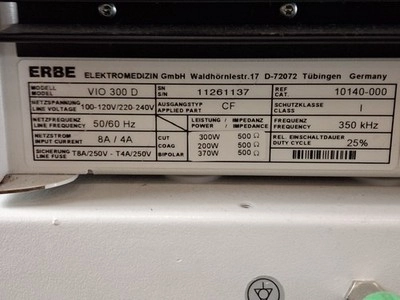 ERBE ELEKTROMEDIZIN GmbH Waldhörnlestr.17 D-72072 Tübingen Germany
MODELL
MODEL VIO 300 D
SN
SN 11261137
REF
CAT. 10140-000
NETZSPANNUNG
LINE VOLTAGE 100-120V/220-240V
AUSGANGSTYP
APPLIED PART CF
SCHUTZKLASSE
CLASS I
NETZFREQUENZ
LINE FREQUENCY 50/60 Hz
LEISTUNG / IMPEDANZ
POWER / IMPEDANCE
FREQUENZ
FREQUENCY 350 kHz
NETZSTROM
INPUT CURRENT 8A / 4A
CUT 300W 500 Ω
COAG 200W 500 Ω
BIPOLAR 370W 500 Ω
REL. EINSCHALTDAUER
DUTY CYCLE 25%
SICHERUNG
LINE FUSE T8A/250V - T4A/250V